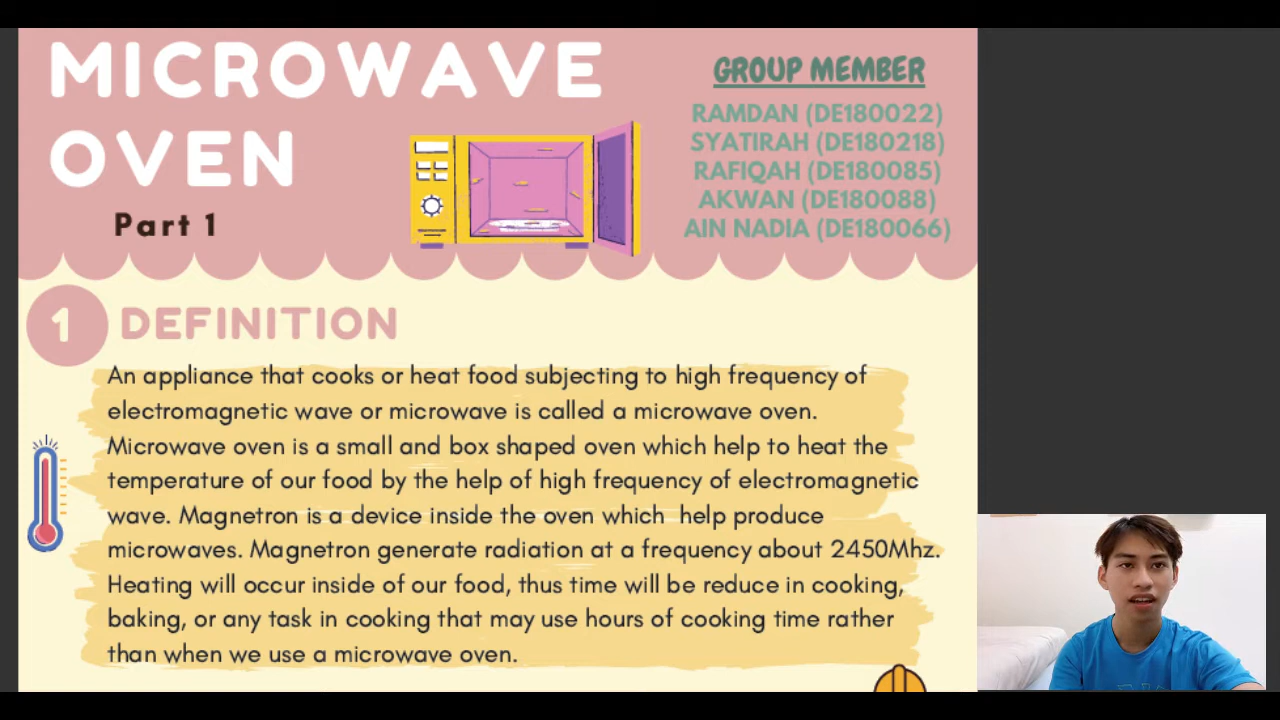 MICROWAVE
OVEN
Part 1
GROUP MEMBER
RAMDAN (DE180022)
SYATIRAH (DE180218)
RAFIQAH (DE180085)
AKWAN (DE180088)
AIN NADIA (DE180066)
1 DEFINITION
An appliance that cooks or heat food subjecting to high frequency of
electromagnetic wave or microwave is called a microwave oven.
Microwave oven is a small and box shaped oven which help to heat the
temperature of our food by the help of high frequency of electromagnetic
wave. Magnetron is a device inside the oven which help produce
microwaves. Magnetron generate radiation at a frequency about 2450Mhz.
Heating will occur inside of our food, thus time will be reduce in cooking,
baking, or any task in cooking that may use hours of cooking time rather
than when we use a microwave oven.